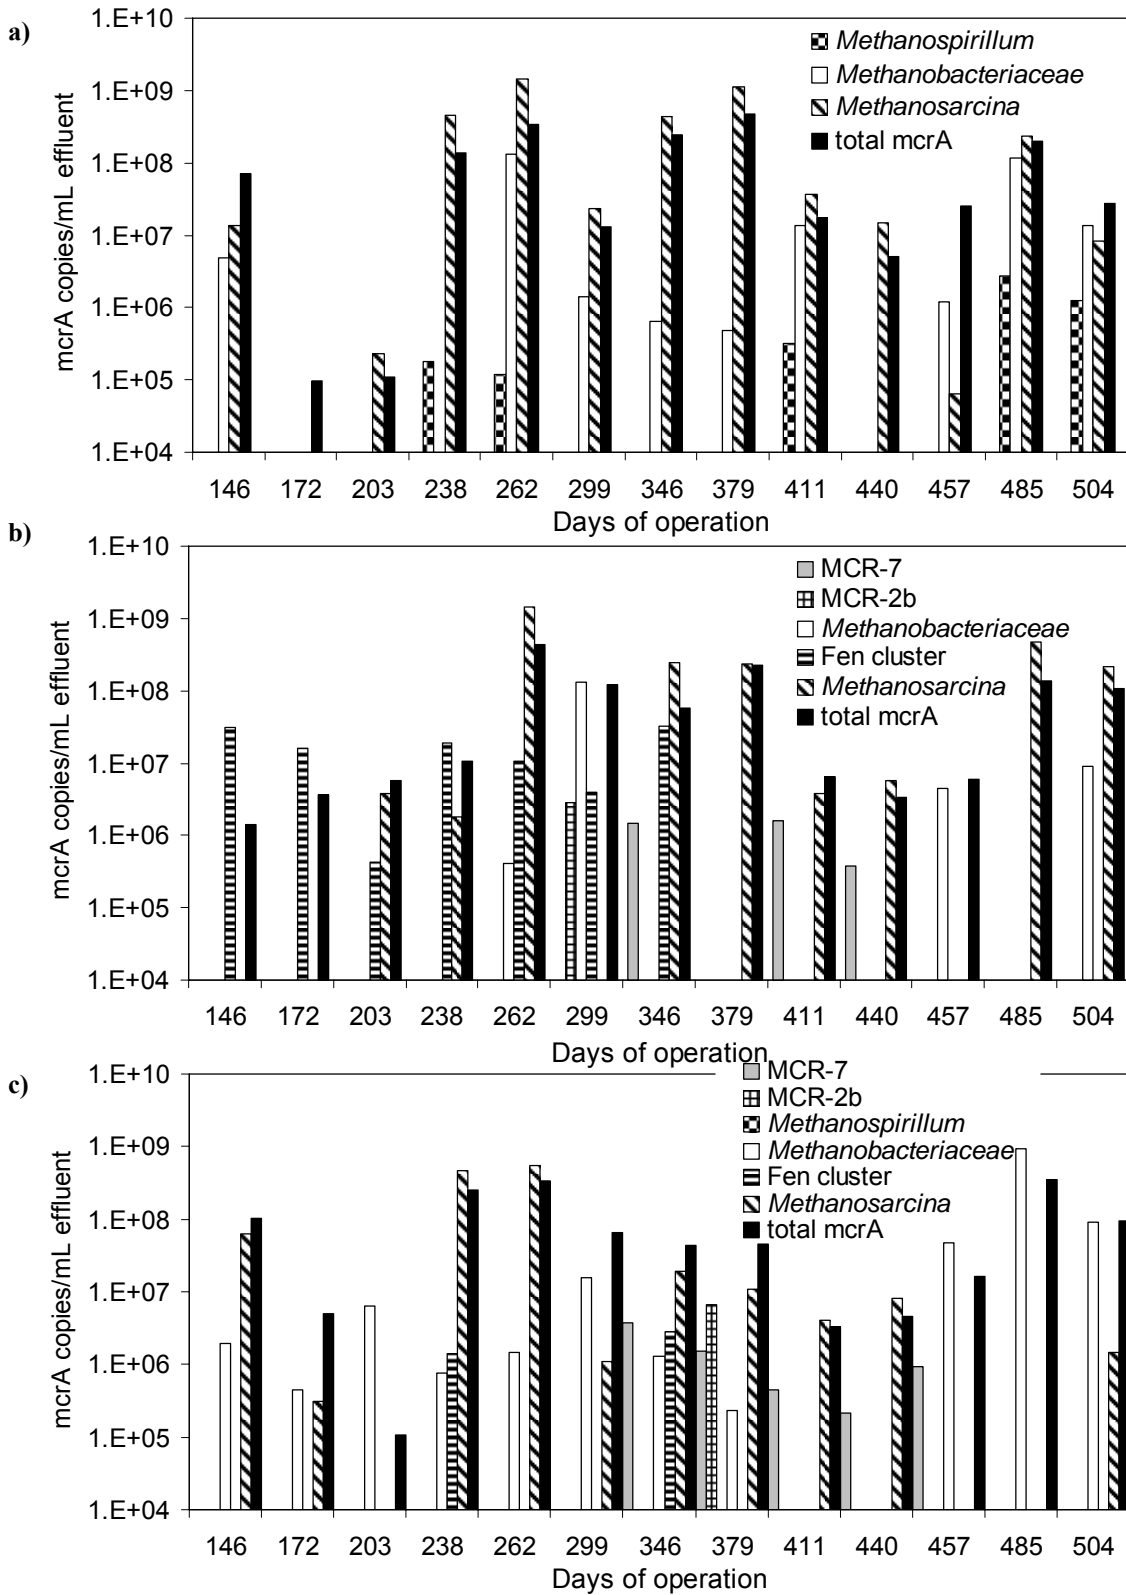 a)
mcrA copies/mL effluent
1.E+10
1.E+09
1.E+08
1.E+07
1.E+06
1.E+05
1.E+04
Methanospirillum
Methanobacteriaceae
Methanosarcina
total mcrA
146 172 203 238 262 299 346 379 411 440 457 485 504
Days of operation
b)
mcrA copies/mL effluent
1.E+10
1.E+09
1.E+08
1.E+07
1.E+06
1.E+05
1.E+04
MCR-7
MCR-2b
Methanobacteriaceae
Fen cluster
Methanosarcina
total mcrA
146 172 203 238 262 299 346 379 411 440 457 485 504
Days of operation
c)
mcrA copies/mL effluent
1.E+10
1.E+09
1.E+08
1.E+07
1.E+06
1.E+05
1.E+04
MCR-7
MCR-2b
Methanospirillum
Methanobacteriaceae
Fen cluster
Methanosarcina
total mcrA
146 172 203 238 262 299 346 379 411 440 457 485 504
Days of operation